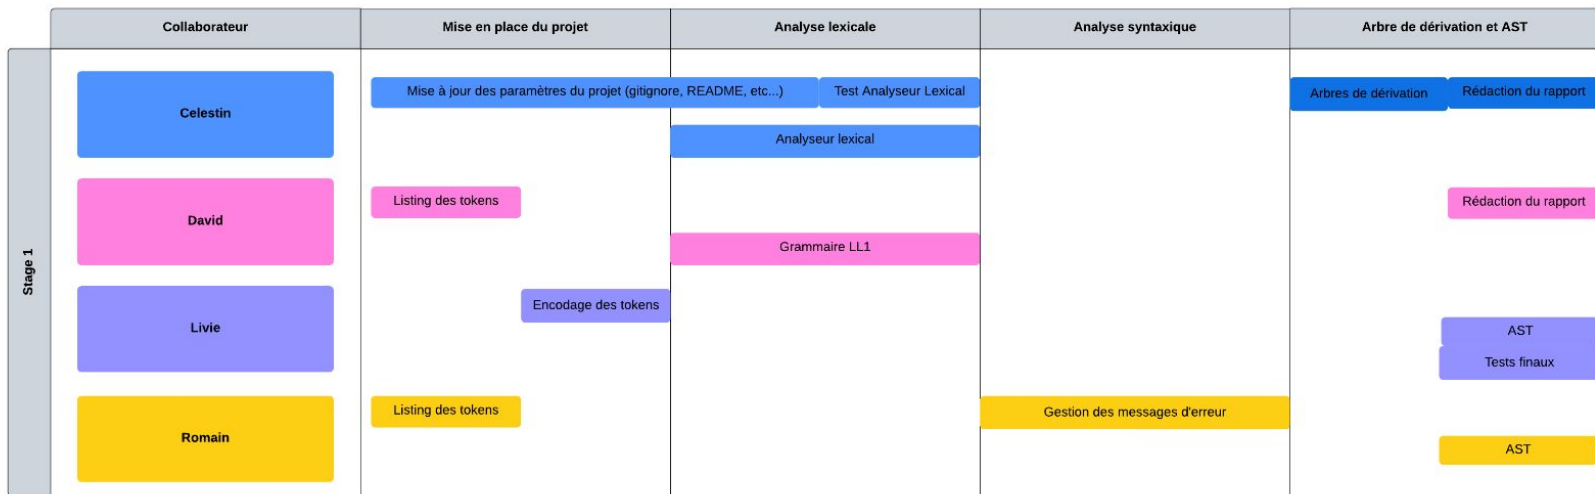 Collaborateur
Mise en place du projet
Analyse lexicale
Analyse syntaxique
Arbre de dérivation et AST
Stage 1
Celestin
Mise à jour des paramètres du projet (gitignore, README, etc...)
Test Analyseur Lexical
Arbres de dérivation
Rédaction du rapport
Analyseur lexical
David
Listing des tokens
Rédaction du rapport
Grammaire LL1
Livie
Encodage des tokens
AST
Tests finaux
Romain
Listing des tokens
Gestion des messages d'erreur
AST